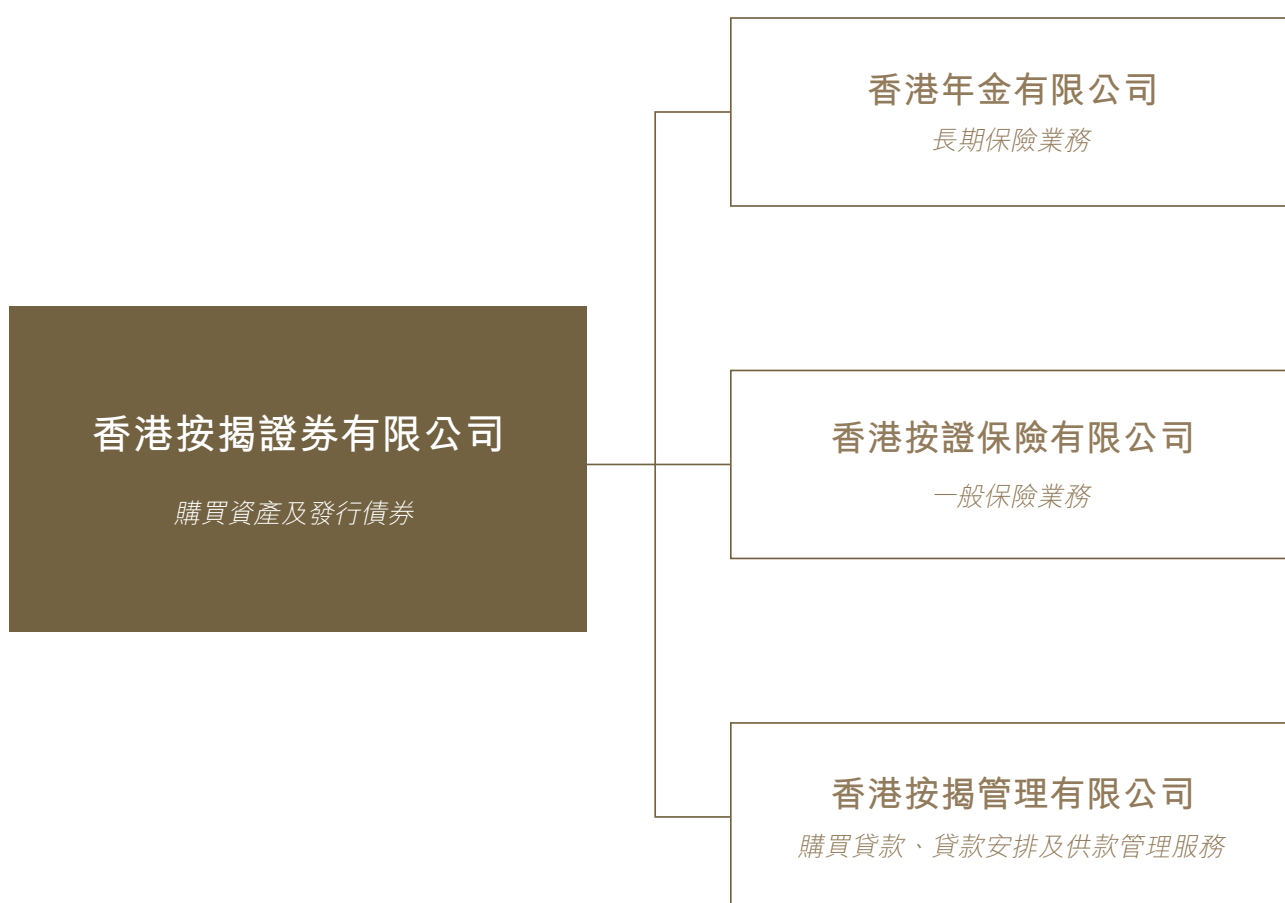 香港年金有限公司
長期保險業務
香港按揭證券有限公司
購買資產及發行債券
香港按證保險有限公司
一般保險業務
香港按揭管理有限公司
購買貸款、貸款安排及供款管理服務